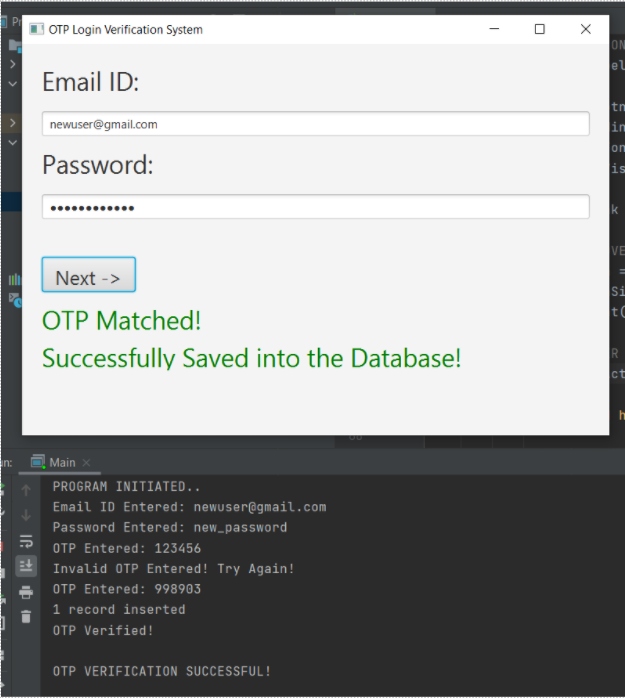 OTP Login Verification System
Email ID:
newuser@gmail.com
Password:
••••••••••••
Next ->
OTP Matched!
Successfully Saved into the Database!
Main
PROGRAM INITIATED..
Email ID Entered: newuser@gmail.com
Password Entered: new_password
OTP Entered: 123456
Invalid OTP Entered! Try Again!
OTP Entered: 998903
1 record inserted
OTP Verified!
OTP VERIFICATION SUCCESSFUL!